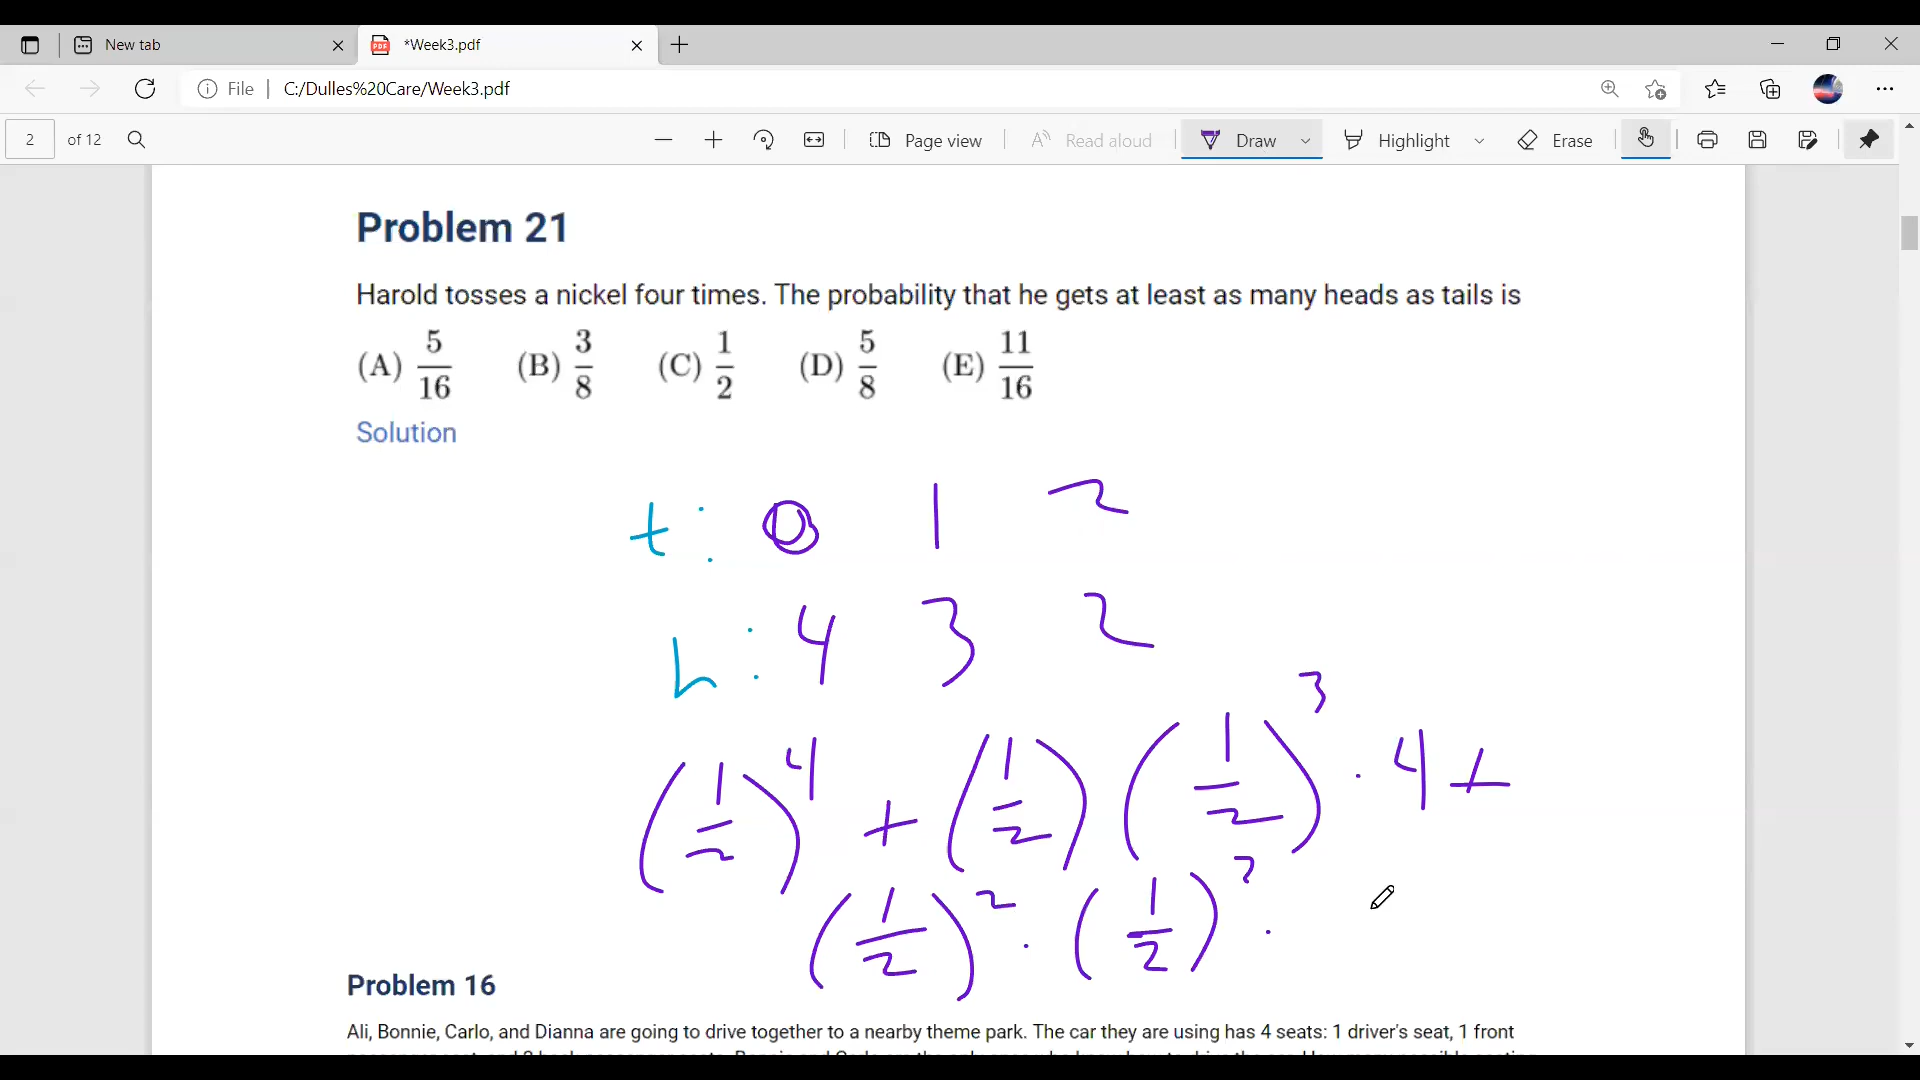 New tab
*Week3.pdf
File C:/Dulles%20Care/Week3.pdf
2 of 12 Page view Read aloud Draw Highlight Erase
Problem 21
Harold tosses a nickel four times. The probability that he gets at least as many heads as tails is
(A) 5/16 (B) 3/8 (C) 1/2 (D) 5/8 (E) 11/16
Solution
t: 0 1 2
h: 4 3 2
(1/2)^4 + (1/2) (1/2)^3 · 4 +
(1/2)^2 · (1/2)^2 ·
Problem 16
Ali, Bonnie, Carlo, and Dianna are going to drive together to a nearby theme park. The car they are using has 4 seats: 1 driver's seat, 1 front